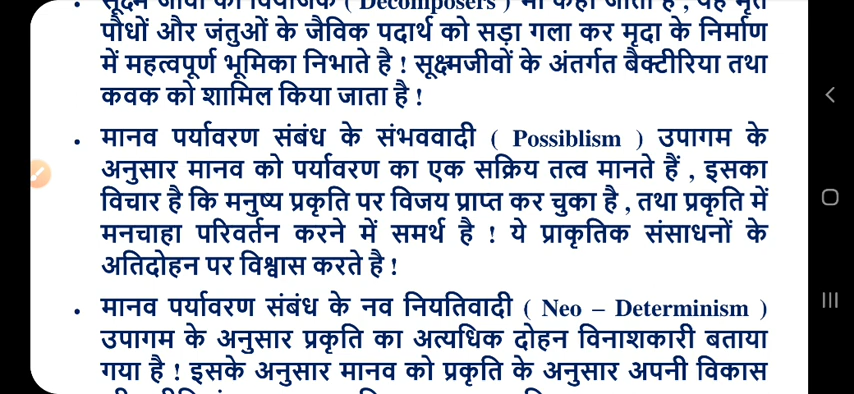 पौधों और जंतुओं के जैविक पदार्थ को सड़ा गला कर मृदा के निर्माण
में महत्वपूर्ण भूमिका निभाते है ! सूक्ष्मजीवों के अंतर्गत बैक्टीरिया तथा
कवक को शामिल किया जाता है !
• मानव पर्यावरण संबंध के संभववादी ( Possiblism ) उपागम के
अनुसार मानव को पर्यावरण का एक सक्रिय तत्व मानते हैं , इसका
विचार है कि मनुष्य प्रकृति पर विजय प्राप्त कर चुका है , तथा प्रकृति में
मनचाहा परिवर्तन करने में समर्थ है ! ये प्राकृतिक संसाधनों के
अतिदोहन पर विश्वास करते है !
• मानव पर्यावरण संबंध के नव नियतिवादी ( Neo – Determinism )
उपागम के अनुसार प्रकृति का अत्यधिक दोहन विनाशकारी बताया
गया है ! इसके अनुसार मानव को प्रकृति के अनुसार अपनी विकास